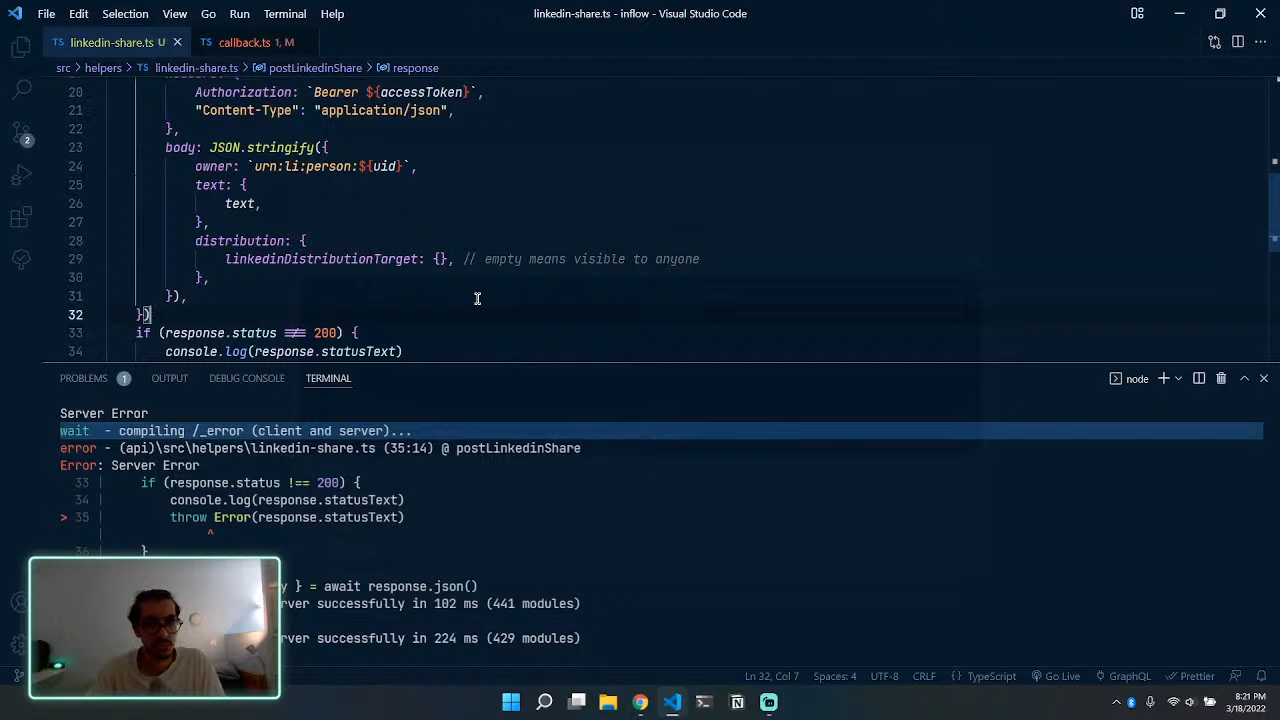 File Edit Selection View Go Run Terminal Help
linkedin-share.ts - inflow - Visual Studio Code
TS linkedin-share.ts U
TS callback.ts 1, M
src > helpers > TS linkedin-share.ts > postLinkedinShare > response
20 Authorization: `Bearer ${accessToken}`,
21 "Content-Type": "application/json",
22 },
23 body: JSON.stringify({
24 owner: `urn:li:person:${uid}`,
25 text: {
26 text,
27 },
28 distribution: {
29 linkedinDistributionTarget: {}, // empty means visible to anyone
30 },
31 }),
32 })
33 if (response.status !== 200) {
34 console.log(response.statusText)
2
PROBLEMS 1 OUTPUT DEBUG CONSOLE TERMINAL
node
Server Error
wait - compiling /_error (client and server)...
error - (api)\src\helpers\linkedin-share.ts (35:14) @ postLinkedinShare
Error: Server Error
33 | if (response.status !== 200) {
34 | console.log(response.statusText)
> 35 | throw Error(response.statusText)
| ^
36 | }
y } = await response.json()
rver successfully in 102 ms (441 modules)
rver successfully in 224 ms (429 modules)
Ln 32, Col 7 Spaces: 4 UTF-8 CRLF {} TypeScript Go Live GraphQL Prettier
8:21 PM
3/18/2022